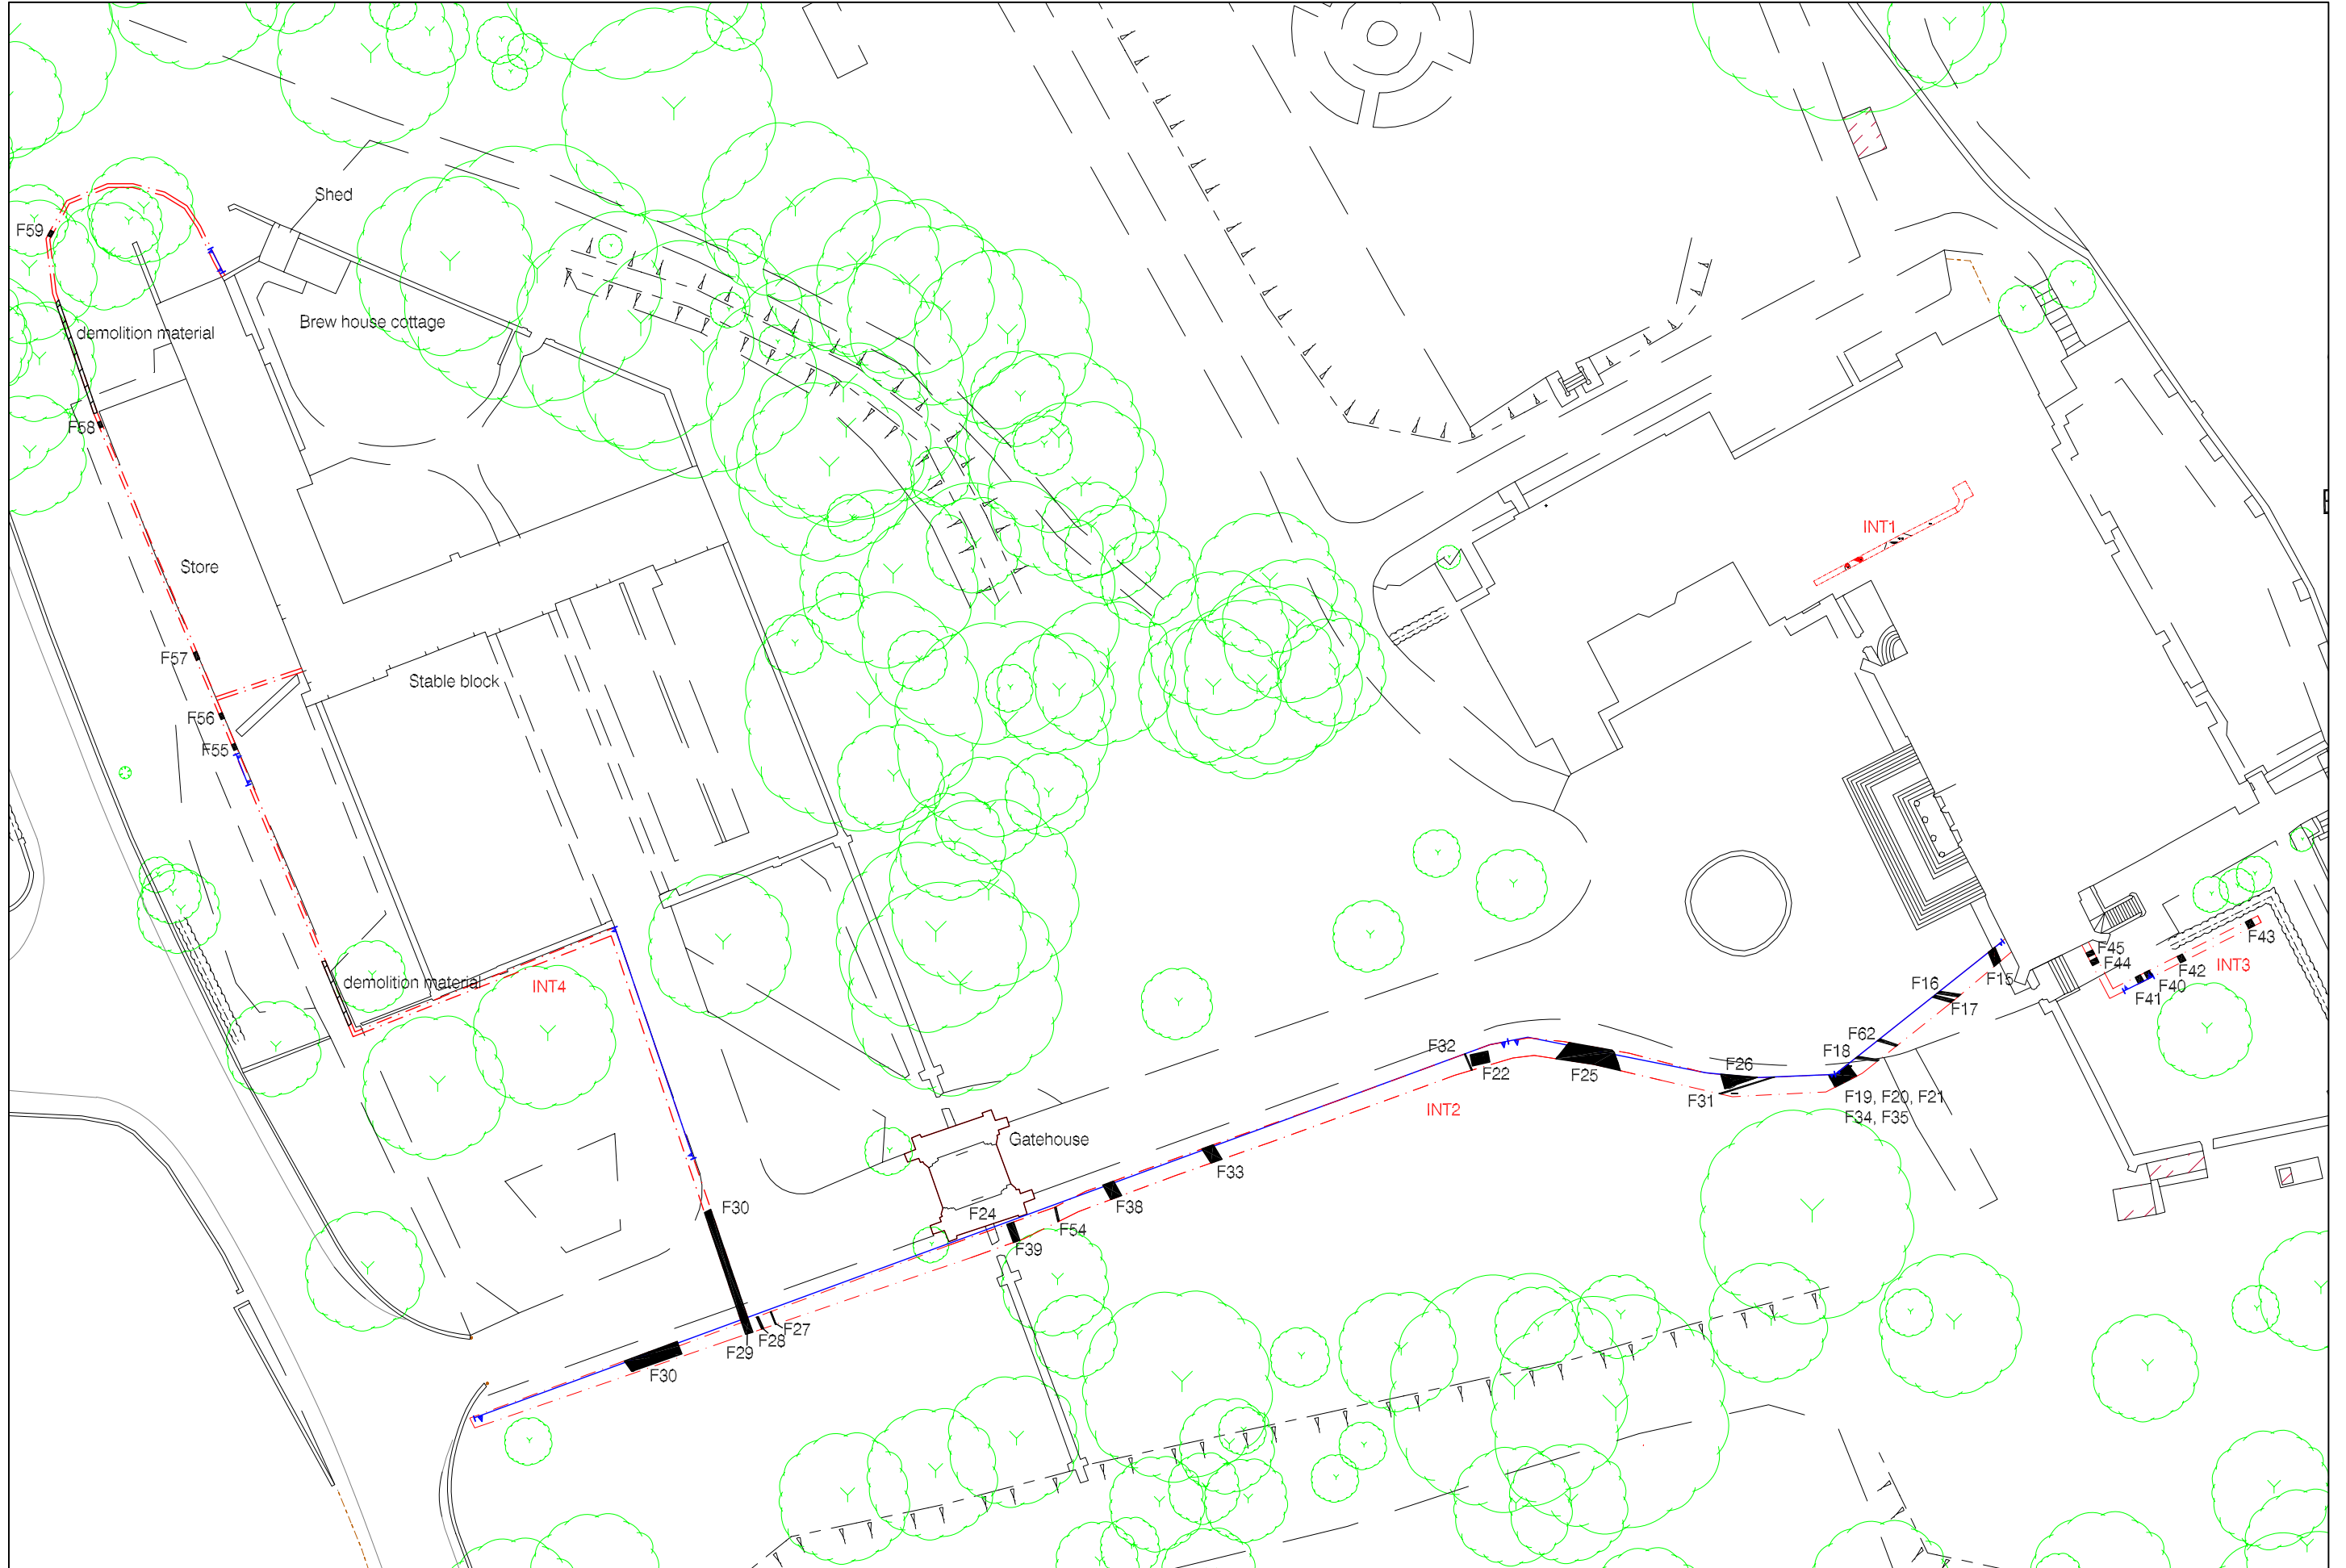 Shed
F59
Brew house cottage
demolition material
F58
INT1
Store
F57
Stable block
F56
F55
demolition material
INT4
F45
F44
F43
F42
INT3
F40
F41
F16
F15
F17
F62
F18
F32
F22
F25
F26
F31
F19, F20, F21
F34, F35
INT2
Gatehouse
F33
F38
F24
F54
F39
F30
F27
F28
F29
F30